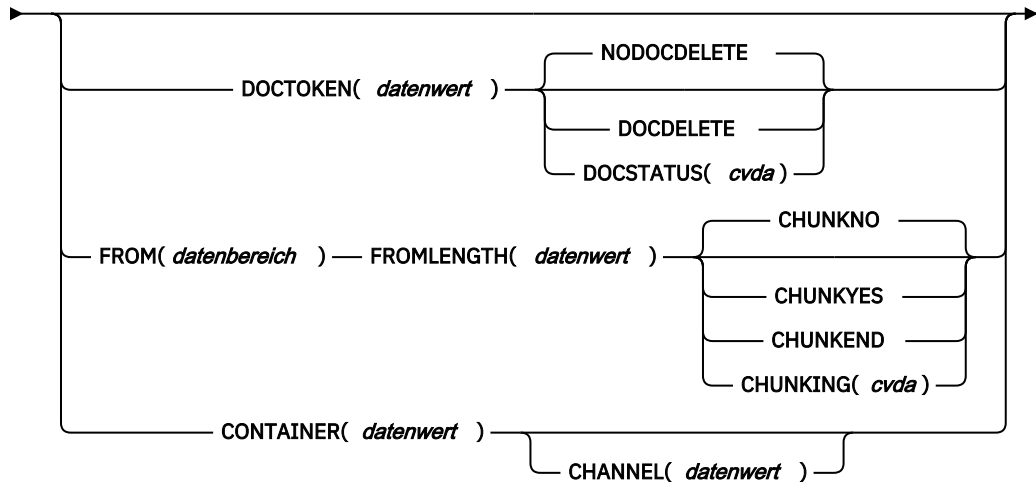 NODOCDELETE
DOCTOKEN( datenwert )
DOCDELETE
DOCSTATUS( cvda )
CHUNKNO
FROM( datenbereich ) FROMLENGTH( datenwert )
CHUNKYES
CHUNKEND
CHUNKING( cvda )
CONTAINER( datenwert )
CHANNEL( datenwert )